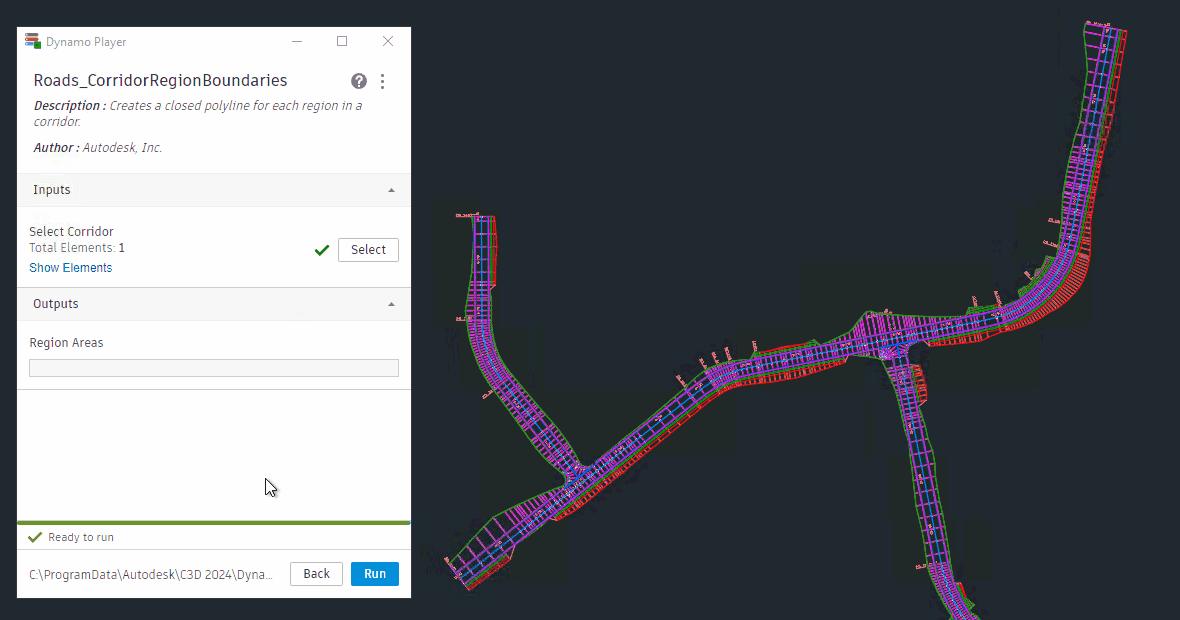 Dynamo Player
Roads_CorridorRegionBoundaries
Description : Creates a closed polyline for each region in a
corridor.
Author : Autodesk, Inc.
Inputs
Select Corridor
Total Elements: 1
Select
Show Elements
Outputs
Region Areas
Ready to run
C:\ProgramData\Autodesk\C3D 2024\Dyna...
Back
Run